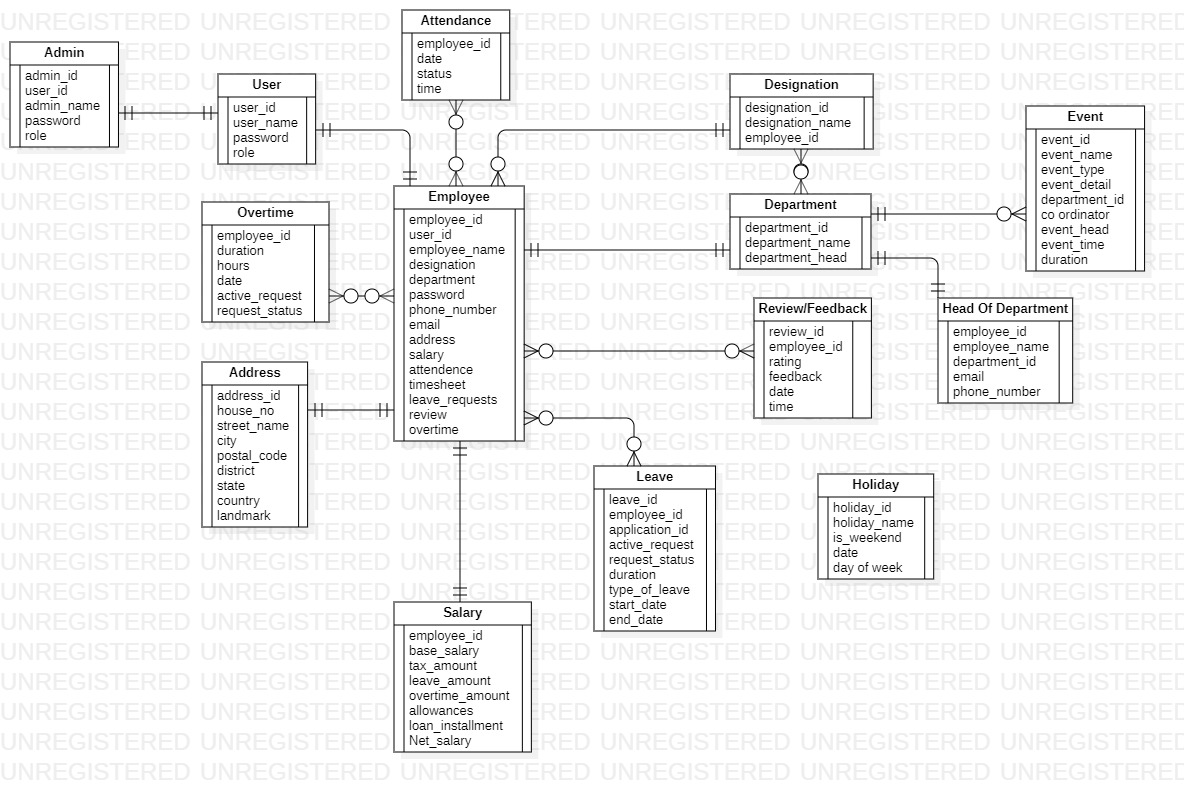 Attendance
employee_id
date
status
time
Admin
admin_id
user_id
admin_name
password
role
User
user_id
user_name
password
role
Designation
designation_id
designation_name
employee_id
Event
event_id
event_name
event_type
event_detail
department_id
co ordinator
event_head
event_time
duration
Employee
employee_id
user_id
employee_name
designation
department
password
phone_number
email
address
salary
attendence
timesheet
leave_requests
review
overtime
Department
department_id
department_name
department_head
Overtime
employee_id
duration
hours
date
active_request
request_status
Review/Feedback
review_id
employee_id
rating
feedback
date
time
Head Of Department
employee_id
employee_name
department_id
email
phone_number
Address
address_id
house_no
street_name
city
postal_code
district
state
country
landmark
Leave
leave_id
employee_id
application_id
active_request
request_status
duration
type_of_leave
start_date
end_date
Holiday
holiday_id
holiday_name
is_weekend
date
day of week
Salary
employee_id
base_salary
tax_amount
leave_amount
overtime_amount
allowances
loan_installment
Net_salary
UNREGISTERED